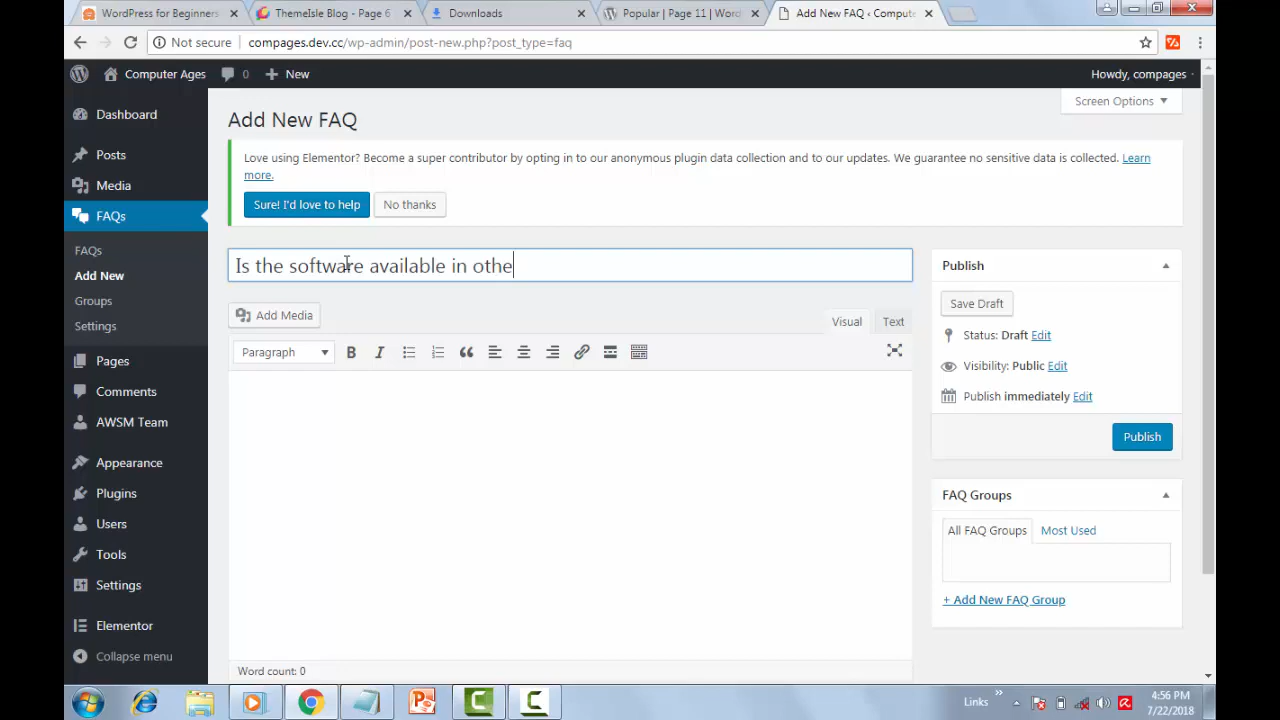 WordPress for Beginners
ThemeIsle Blog - Page 6
Downloads
Popular | Page 11 | Word
Add New FAQ ‹ Compute
Not secure
compages.dev.cc/wp-admin/post-new.php?post_type=faq
Computer Ages
0
New
Howdy, compages
Dashboard
Posts
Media
FAQs
FAQs
Add New
Groups
Settings
Pages
Comments
AWSM Team
Appearance
Plugins
Users
Tools
Settings
Elementor
Collapse menu
Screen Options
Add New FAQ
Love using Elementor? Become a super contributor by opting in to our anonymous plugin data collection and to our updates. We guarantee no sensitive data is collected. Learn
more.
Sure! I'd love to help
No thanks
Is the software available in othe
Add Media
Visual
Text
Paragraph
B
I
Word count: 0
Publish
Save Draft
Status: Draft Edit
Visibility: Public Edit
Publish immediately Edit
Publish
FAQ Groups
All FAQ Groups
Most Used
+ Add New FAQ Group
Links
4:56 PM
7/22/2018